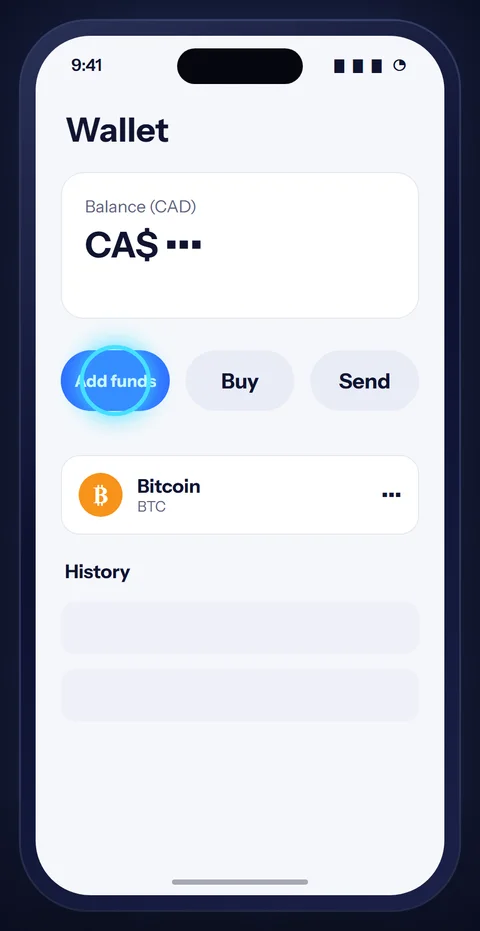 9:41
Wallet
Balance (CAD)
CA$ ▪▪▪
Add funds
Buy
Send
Bitcoin
BTC
▪▪▪
History